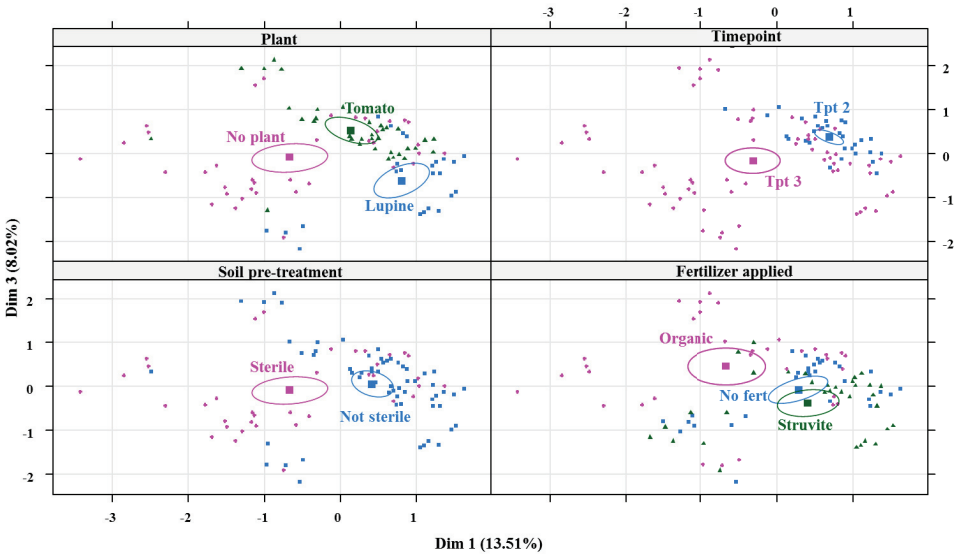 -3 -2 -1 0 1
Plant Timepoint
Tomato
No plant
Lupine
Tpt 2
Tpt 3
2
1
0
-1
-2
Soil pre-treatment Fertilizer applied
2
1
0
-1
-2
Sterile
Not sterile
Organic
No fert
Struvite
-3 -2 -1 0 1
Dim 3 (8.02%)
Dim 1 (13.51%)